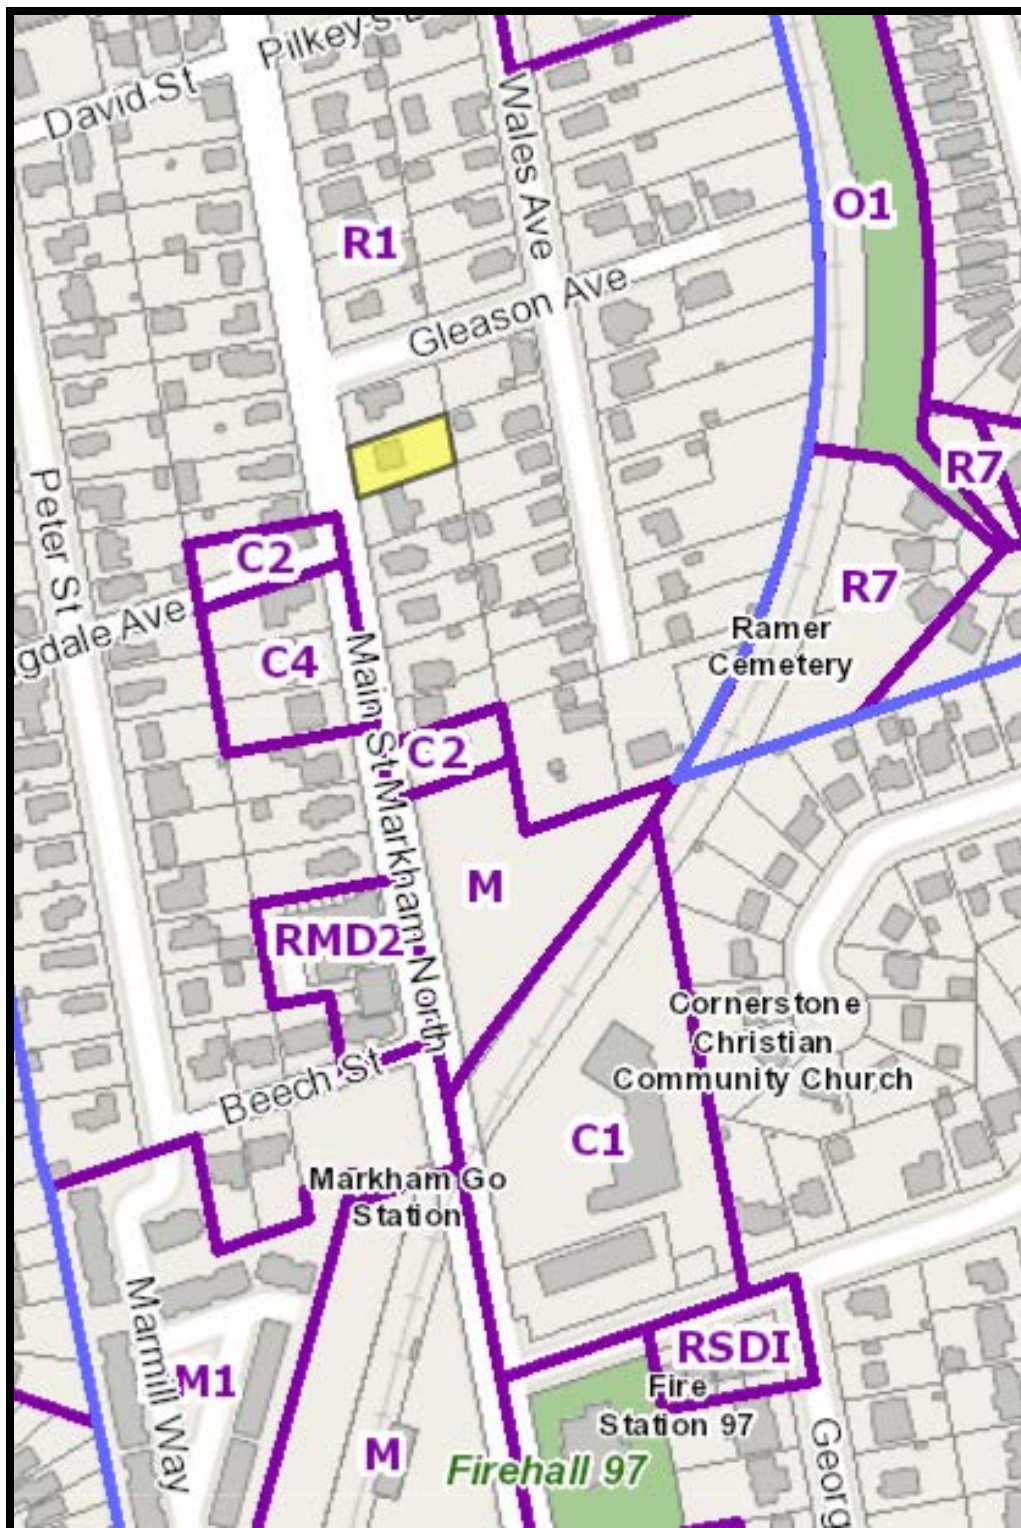 Pilkey's
David St
Wales Ave
O1
R1
Gleason Ave
R7
Peter St
C2
R7
gdale Ave
Ramer
Cemetery
C4
Main St Markham North
C2
M
RMD2
Cornerstone
Christian
Community Church
Beech St
C1
Markham Go
Station
Marmill Way
M1
RSDI
Fire
Station 97
M
Firehall 97
Georg